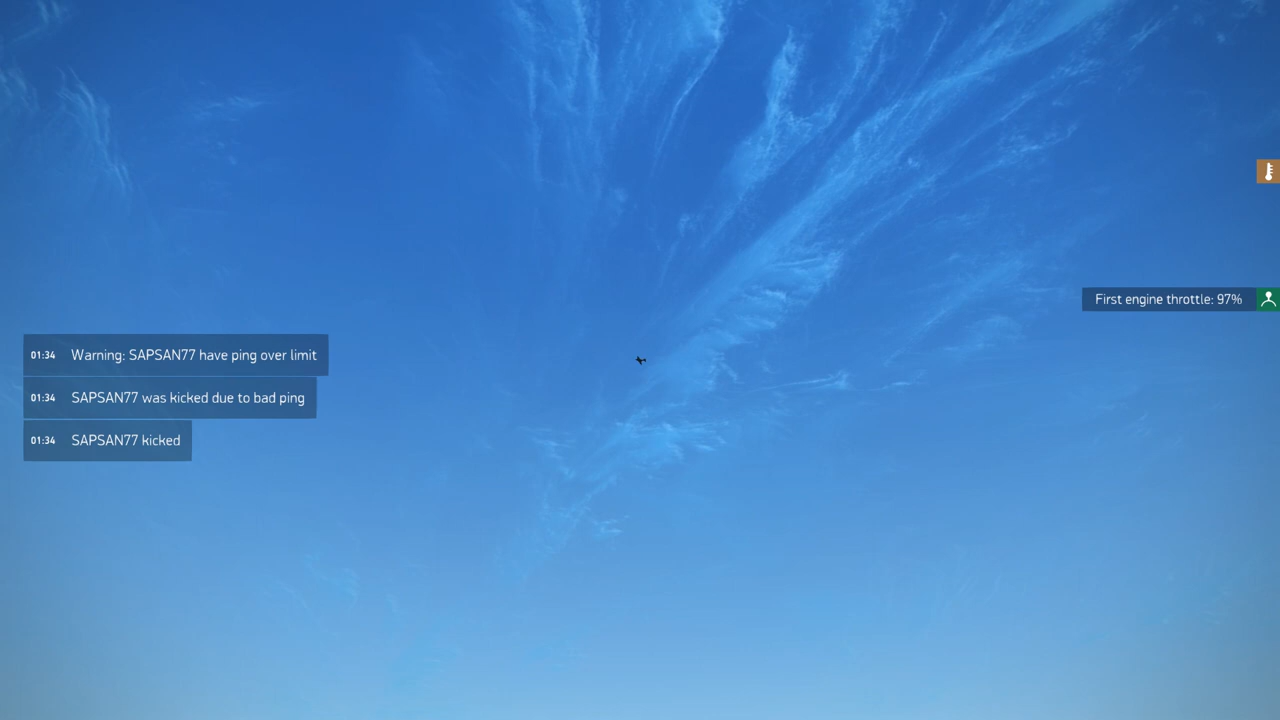 01:34 Warning: SAPSAN77 have ping over limit
01:34 SAPSAN77 was kicked due to bad ping
01:34 SAPSAN77 kicked
First engine throttle: 97%